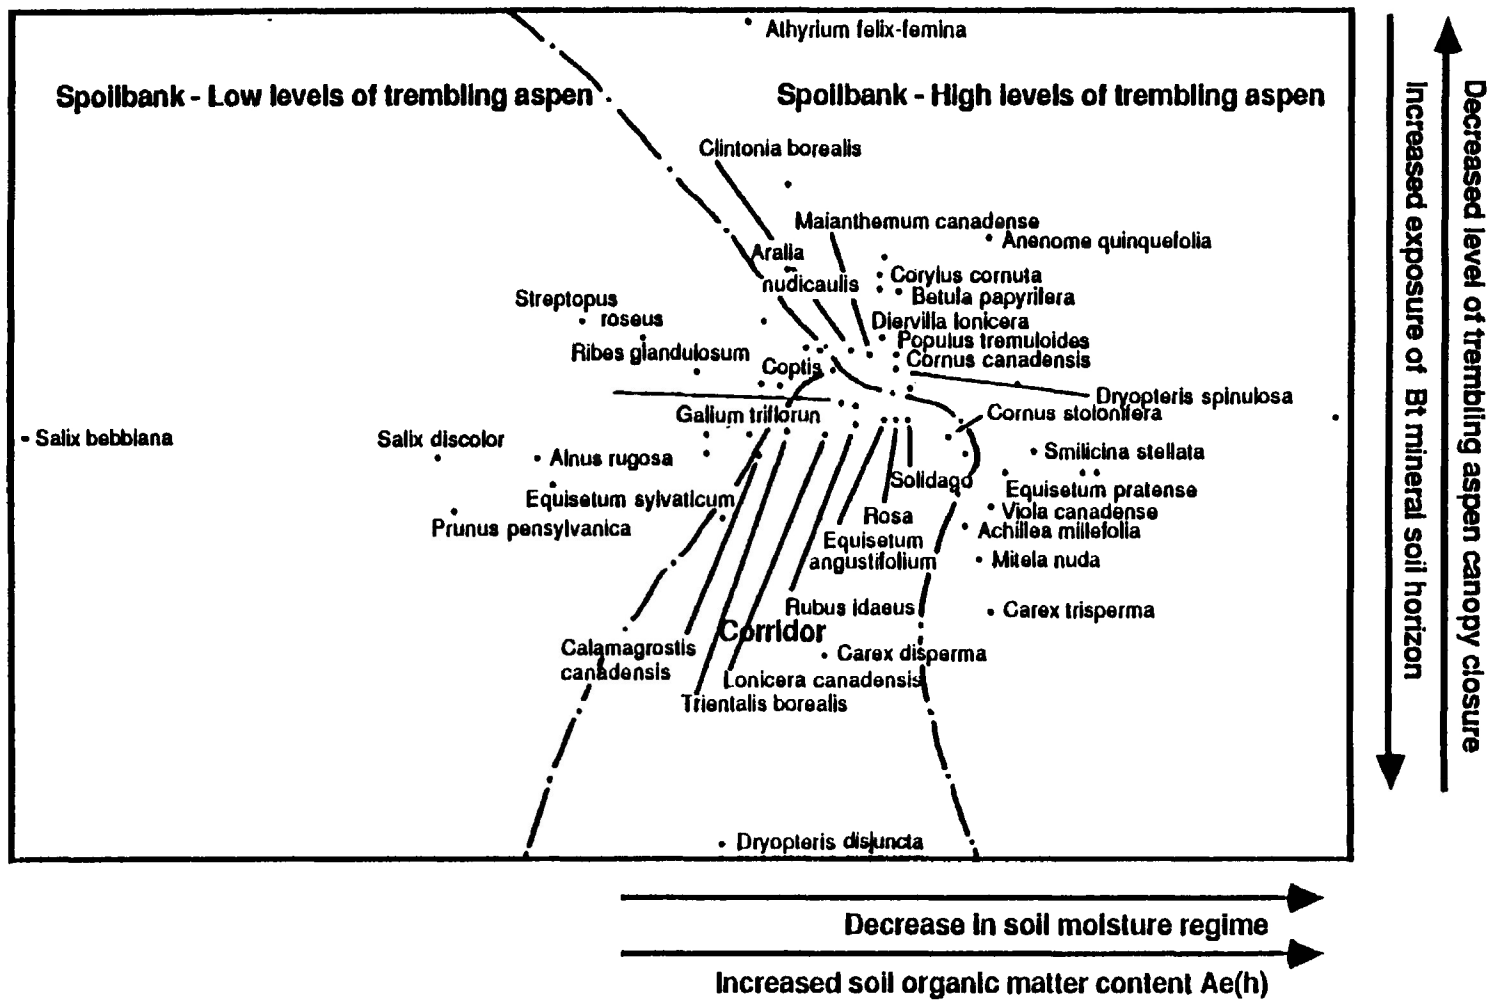 Athyrium felix-femina
Spoilbank - Low levels of trembling aspen
Spoilbank - High levels of trembling aspen
Clintonia borealis
Maianthemum canadense
Anenome quinquefolia
Aralia
nudicaulis
Corylus cornuta
Betula papyrifera
Streptopus
roseus
Diervilla lonicera
Populus tremuloides
Ribes glandulosum
Cornus canadensis
Coptis
Dryopteris spinulosa
Galium triflorun
Cornus stolonifera
Salix bebbiana
Salix discolor
Alnus rugosa
Smilicina stellata
Solidago
Equisetum sylvaticum
Equisetum pratense
Rosa
Viola canadense
Prunus pensylvanica
Achillea millefolia
Equisetum
angustifolium
Mitela nuda
Rubus idaeus
Carex trisperma
Corridor
Calamagrostis
canadensis
Carex disperma
Lonicera canadensis
Trientalis borealis
Dryopteris disjuncta
Decrease in soil moisture regime
Increased soil organic matter content Ae(h)
Increased exposure of Bt mineral soil horizon
Decreased level of trembling aspen canopy closure